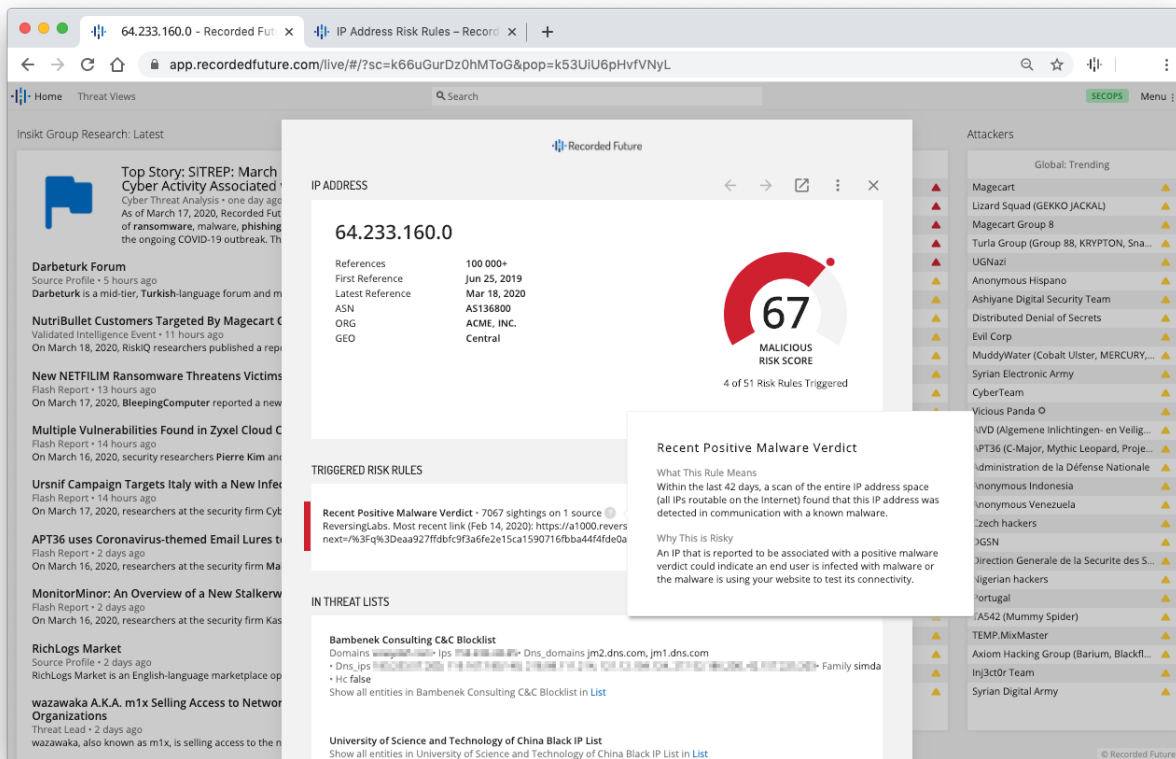 64.233.160.0 - Recorded Fut
IP Address Risk Rules – Record
app.recordedfuture.com/live/#/?sc=k66uGurDz0hMToG&pop=k53UiU6pHvfVNyL
Home Threat Views Search SECOPS Menu
Insikt Group Research: Latest
Top Story: SITREP: March
Cyber Activity Associated
Cyber Threat Analysis • one day ago
As of March 17, 2020, Recorded Fut
of ransomware, malware, phishing
the ongoing COVID-19 outbreak. Th
Darbeturk Forum
Source Profile • 5 hours ago
Darbeturk is a mid-tier, Turkish-language forum and m
NutriBullet Customers Targeted By Magecart G
Validated Intelligence Event • 11 hours ago
On March 18, 2020, RiskIQ researchers published a repo
New NETFILIM Ransomware Threatens Victims
Flash Report • 13 hours ago
On March 17, 2020, BleepingComputer reported a new
Multiple Vulnerabilities Found in Zyxel Cloud C
Flash Report • 14 hours ago
On March 16, 2020, security researchers Pierre Kim and
Ursnif Campaign Targets Italy with a New Infec
Flash Report • 14 hours ago
On March 17, 2020, researchers at the security firm Cyb
APT36 uses Coronavirus-themed Email Lures to
Flash Report • 2 days ago
On March 16, 2020, researchers at the security firm Ma
MonitorMinor: An Overview of a New Stalkerw
Flash Report • 2 days ago
On March 16, 2020, researchers at the security firm Kas
RichLogs Market
Source Profile • 2 days ago
RichLogs Market is an English-language marketplace op
wazawaka A.K.A. m1x Selling Access to Networ
Organizations
Threat Lead • 2 days ago
wazawaka, also known as m1x, is selling access to the n
Recorded Future
IP ADDRESS
64.233.160.0
References 100 000+
First Reference Jun 25, 2019
Latest Reference Mar 18, 2020
ASN AS136800
ORG ACME, INC.
GEO Central
67
MALICIOUS
RISK SCORE
4 of 51 Risk Rules Triggered
TRIGGERED RISK RULES
Recent Positive Malware Verdict • 7067 sightings on 1 source
ReversingLabs. Most recent link (Feb 14, 2020): https://a1000.revers
next=/%3Fq%3Deaa927ffdbfc9f3a6fe2e15ca1590716fbba44f4fde0a
Recent Positive Malware Verdict
What This Rule Means
Within the last 42 days, a scan of the entire IP address space
(all IPs routable on the Internet) found that this IP address was
detected in communication with a known malware.
Why This is Risky
An IP that is reported to be associated with a positive malware
verdict could indicate an end user is infected with malware or
the malware is using your website to test its connectivity.
IN THREAT LISTS
Bambenek Consulting C&C Blocklist
Domains • Ips • Dns_domains jm2.dns.com, jm1.dns.com
• Dns_ips • Family simda
• Hc false
Show all entities in Bambenek Consulting C&C Blocklist in List
University of Science and Technology of China Black IP List
Show all entities in University of Science and Technology of China Black IP List in List
Attackers
Global: Trending
Magecart
Lizard Squad (GEKKO JACKAL)
Magecart Group 8
Turla Group (Group 88, KRYPTON, Sna...
UGNazi
Anonymous Hispano
Ashiyane Digital Security Team
Distributed Denial of Secrets
Evil Corp
MuddyWater (Cobalt Ulster, MERCURY,...
Syrian Electronic Army
CyberTeam
Vicious Panda
AIVD (Algemene Inlichtingen- en Veilig...
APT36 (C-Major, Mythic Leopard, Proje...
Administration de la Défense Nationale
Anonymous Indonesia
Anonymous Venezuela
Czech hackers
DGSN
Direction Generale de la Securite des S...
Nigerian hackers
Portugal
TA542 (Mummy Spider)
TEMP.MixMaster
Axiom Hacking Group (Barium, Blackfl...
Inj3ct0r Team
Syrian Digital Army
© Recorded Future